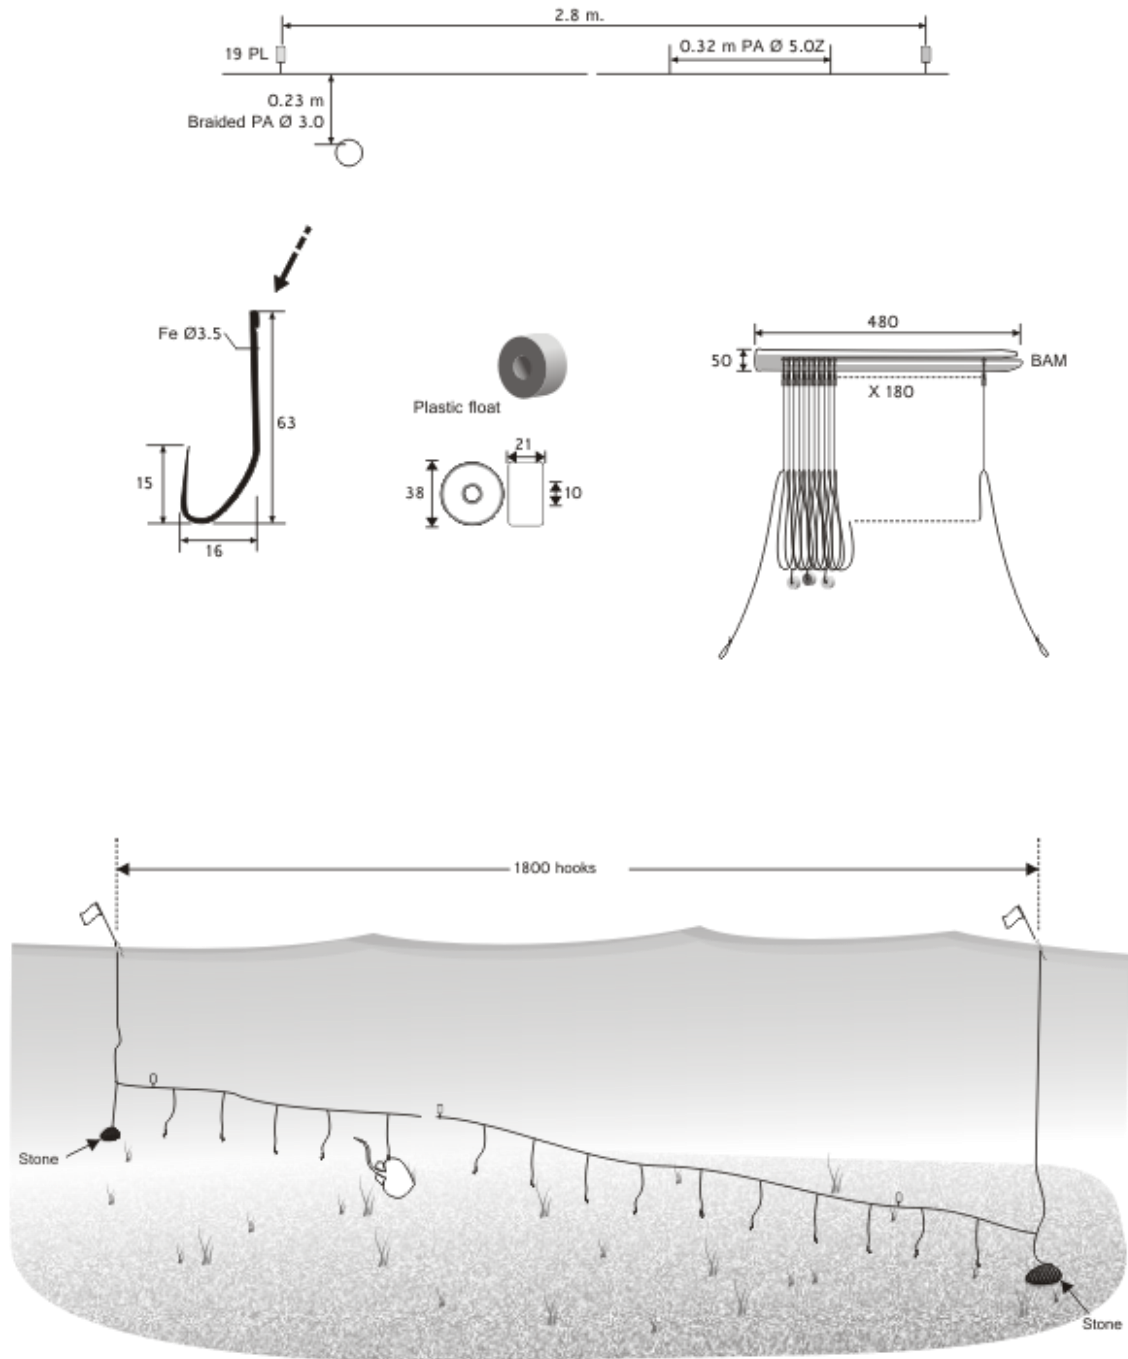 2.8 m.
19 PL
0.32 m PA Ø 5.0Z
0.23 m
Braided PA Ø 3.0
Fe Ø3.5
63
15
16
Plastic float
21
38
10
480
50
BAM
X 180
1800 hooks
Stone
Stone